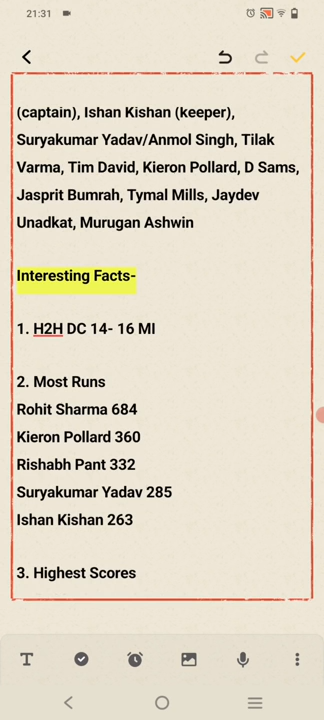 21:31
(captain), Ishan Kishan (keeper),
Suryakumar Yadav/Anmol Singh, Tilak
Varma, Tim David, Kieron Pollard, D Sams,
Jasprit Bumrah, Tymal Mills, Jaydev
Unadkat, Murugan Ashwin
Interesting Facts-
1. H2H DC 14- 16 MI
2. Most Runs
Rohit Sharma 684
Kieron Pollard 360
Rishabh Pant 332
Suryakumar Yadav 285
Ishan Kishan 263
3. Highest Scores
T